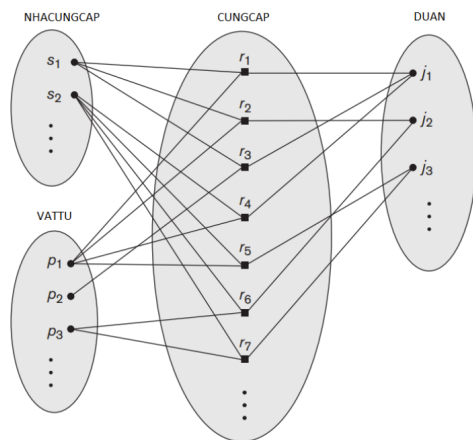 NHACUNGCAP
CUNGCAP
DUAN
s1
s2
VATTU
p1
p2
p3
r1
r2
r3
r4
r5
r6
r7
j1
j2
j3